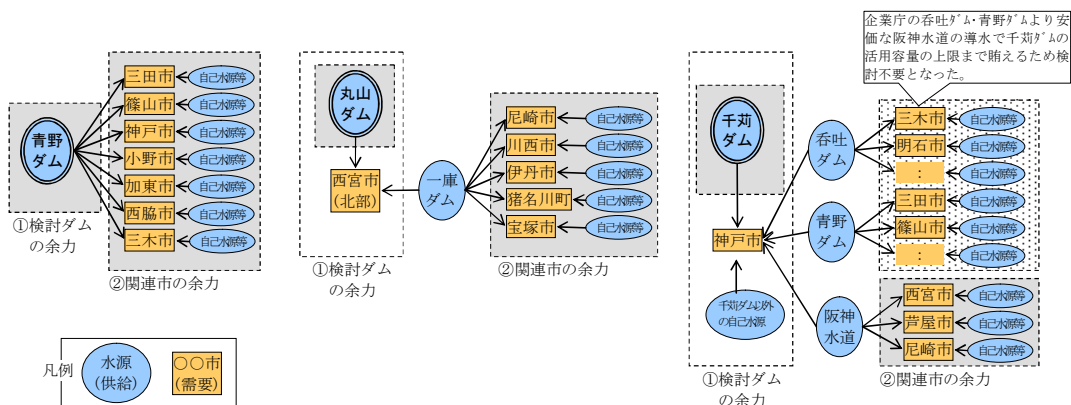 企業庁の呑吐ﾀﾞﾑ・青野ﾀﾞﾑより安
価な阪神水道の導水で千苅ﾀﾞﾑの
活用容量の上限まで賄えるため検
討不要となった。
青野
ダム
①検討ダム
の余力
三田市
自己水源等
篠山市
自己水源等
神戸市
自己水源等
小野市
自己水源等
加東市
自己水源等
西脇市
自己水源等
三木市
自己水源等
②関連市の余力
丸山
ダム
西宮市
(北部)
①検討ダム
の余力
一庫
ダム
尼崎市
自己水源等
川西市
自己水源等
伊丹市
自己水源等
猪名川町
自己水源等
宝塚市
自己水源等
②関連市の余力
千苅
ダム
神戸市
千苅ダム以外
の自己水源
①検討ダム
の余力
呑吐
ダム
三木市
自己水源等
明石市
自己水源等
:
自己水源等
青野
ダム
三田市
自己水源等
篠山市
自己水源等
:
自己水源等
阪神
水道
西宮市
自己水源等
芦屋市
自己水源等
尼崎市
自己水源等
②関連市の余力
凡例
水源
(供給)
〇〇市
(需要)